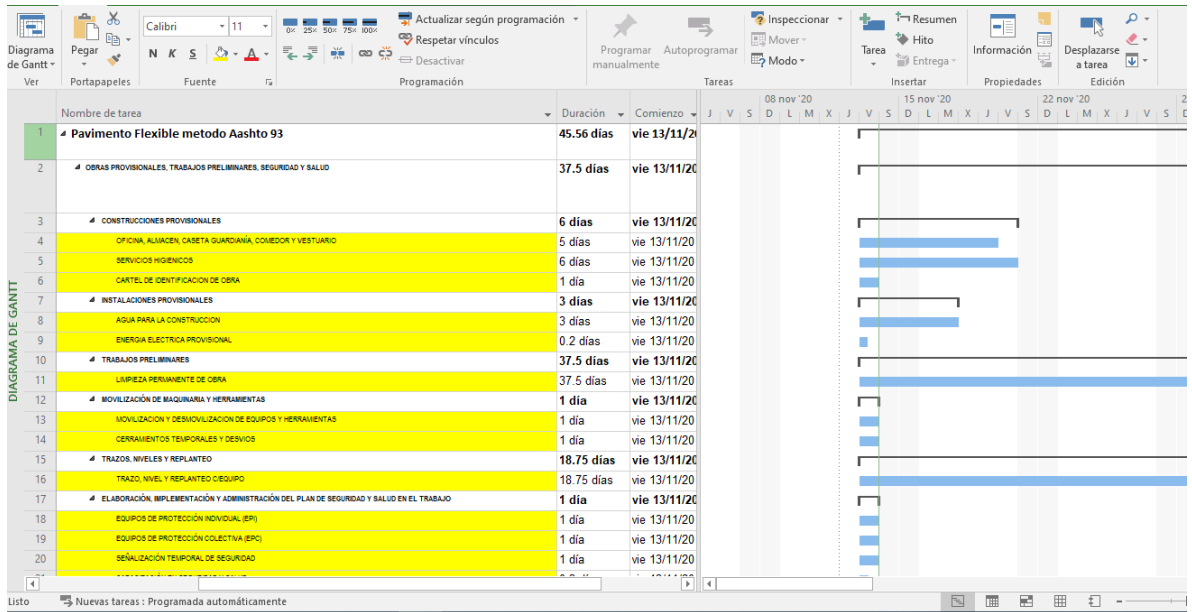 Calibri 11
0% 25% 50% 75% 100%
Actualizar según programación
Respetar vínculos
Desactivar
Inspeccionar
Mover
Modo
Resumen
Hito
Entrega
Diagrama de Gantt
Pegar
N K S
Programar manualmente
Autoprogramar
Tarea
Información
Desplazarse a tarea
Ver Portapapeles Fuente Programación Tareas Insertar Propiedades Edición
08 nov '20 15 nov '20 22 nov '20 2
Nombre de tarea Duración Comienzo J V S D L M X J V S D L M X J V S D L M X J V S D
1 Pavimento Flexible metodo Aashto 93 45.56 días vie 13/11/20
2 OBRAS PROVISIONALES, TRABAJOS PRELIMINARES, SEGURIDAD Y SALUD 37.5 días vie 13/11/20
3 CONSTRUCCIONES PROVISIONALES 6 días vie 13/11/20
4 OFICINA, ALMACEN, CASETA GUARDIANÍA, COMEDOR Y VESTUARIO 5 días vie 13/11/20
5 SERVICIOS HIGIENICOS 6 días vie 13/11/20
6 CARTEL DE IDENTIFICACION DE OBRA 1 día vie 13/11/20
7 INSTALACIONES PROVISIONALES 3 días vie 13/11/20
8 AGUA PARA LA CONSTRUCCION 3 días vie 13/11/20
9 ENERGIA ELECTRICA PROVISIONAL 0.2 días vie 13/11/20
10 TRABAJOS PRELIMINARES 37.5 días vie 13/11/20
11 LIMPIEZA PERMANENTE DE OBRA 37.5 días vie 13/11/20
12 MOVILIZACIÓN DE MAQUINARIA Y HERRAMIENTAS 1 día vie 13/11/20
13 MOVILIZACION Y DESMOVILIZACION DE EQUIPOS Y HERRAMIENTAS 1 día vie 13/11/20
14 CERRAMIENTOS TEMPORALES Y DESVIOS 1 día vie 13/11/20
15 TRAZOS, NIVELES Y REPLANTEO 18.75 días vie 13/11/20
16 TRAZO, NIVEL Y REPLANTEO C/EQUIPO 18.75 días vie 13/11/20
17 ELABORACIÓN, IMPLEMENTACIÓN Y ADMINISTRACIÓN DEL PLAN DE SEGURIDAD Y SALUD EN EL TRABAJO 1 día vie 13/11/20
18 EQUIPOS DE PROTECCIÓN INDIVIDUAL (EPI) 1 día vie 13/11/20
19 EQUIPOS DE PROTECCIÓN COLECTIVA (EPC) 1 día vie 13/11/20
20 SEÑALIZACIÓN TEMPORAL DE SEGURIDAD 1 día vie 13/11/20
DIAGRAMA DE GANTT
Listo Nuevas tareas : Programada automáticamente